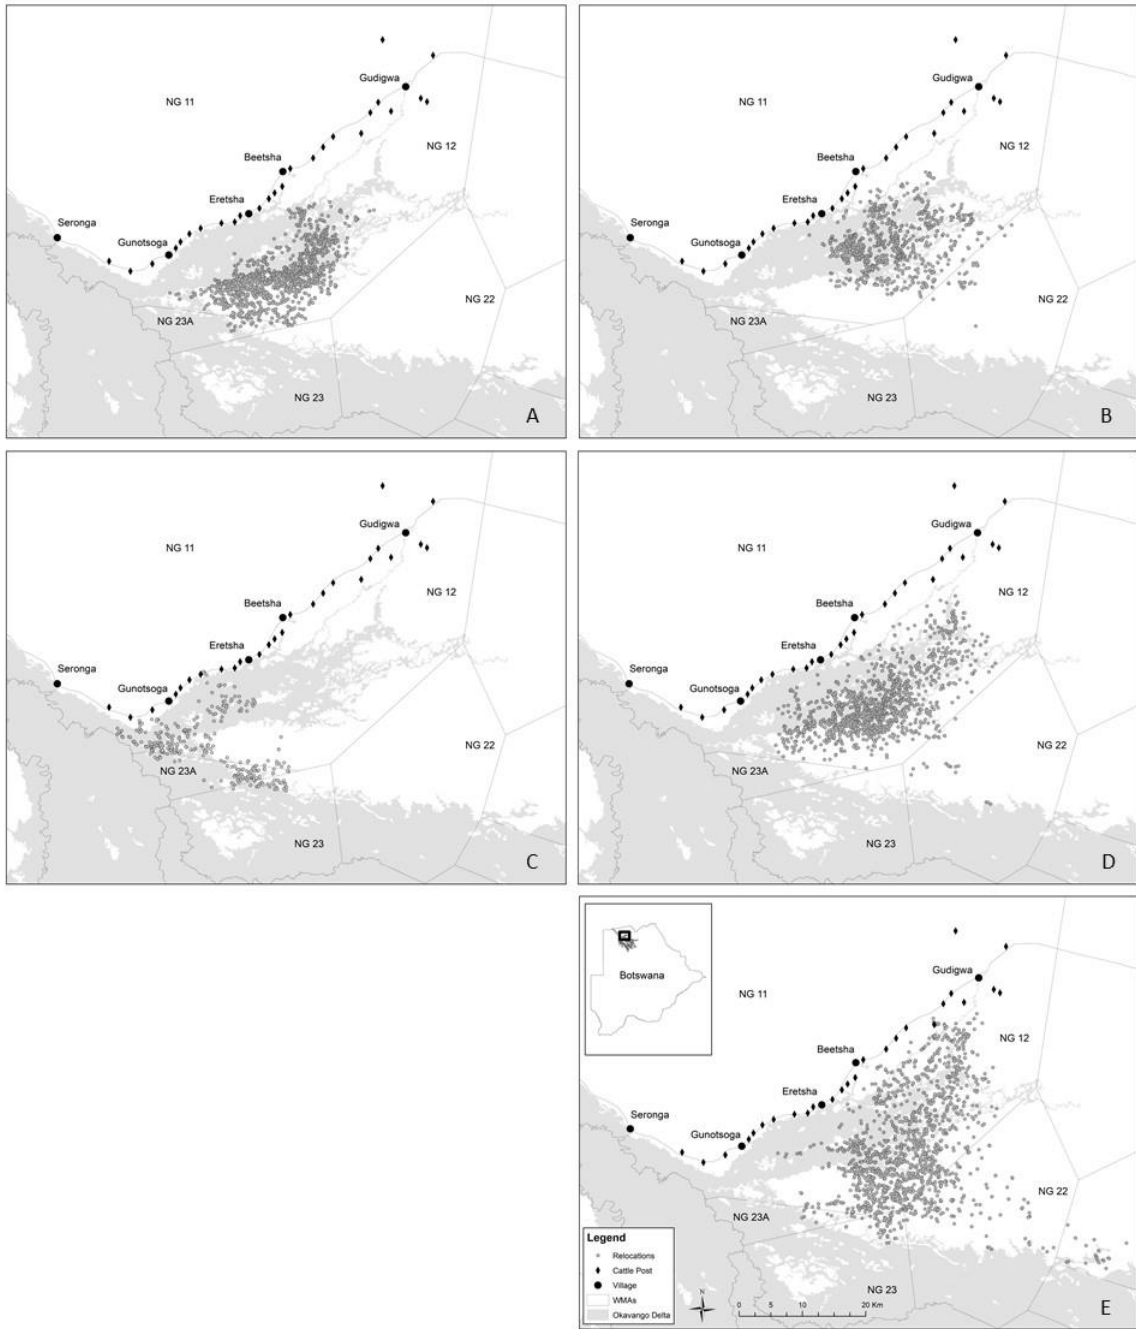 Gudigwa
NG 11
NG 12
Beetsha
Eretsha
Seronga
Gunotsoga
NG 22
NG 23A
NG 23
A
Gudigwa
NG 11
NG 12
Beetsha
Eretsha
Seronga
Gunotsoga
NG 22
NG 23A
NG 23
B
Gudigwa
NG 11
NG 12
Beetsha
Eretsha
Seronga
Gunotsoga
NG 22
NG 23A
NG 23
C
Gudigwa
NG 11
NG 12
Beetsha
Eretsha
Seronga
Gunotsoga
NG 22
NG 23A
NG 23
D
Botswana
Gudigwa
NG 11
NG 12
Beetsha
Eretsha
Seronga
Gunotsoga
NG 22
NG 23A
NG 23
Legend
Relocations
Cattle Post
Village
WMAs
Okavango Delta
N
0 5 10 20 Km
E